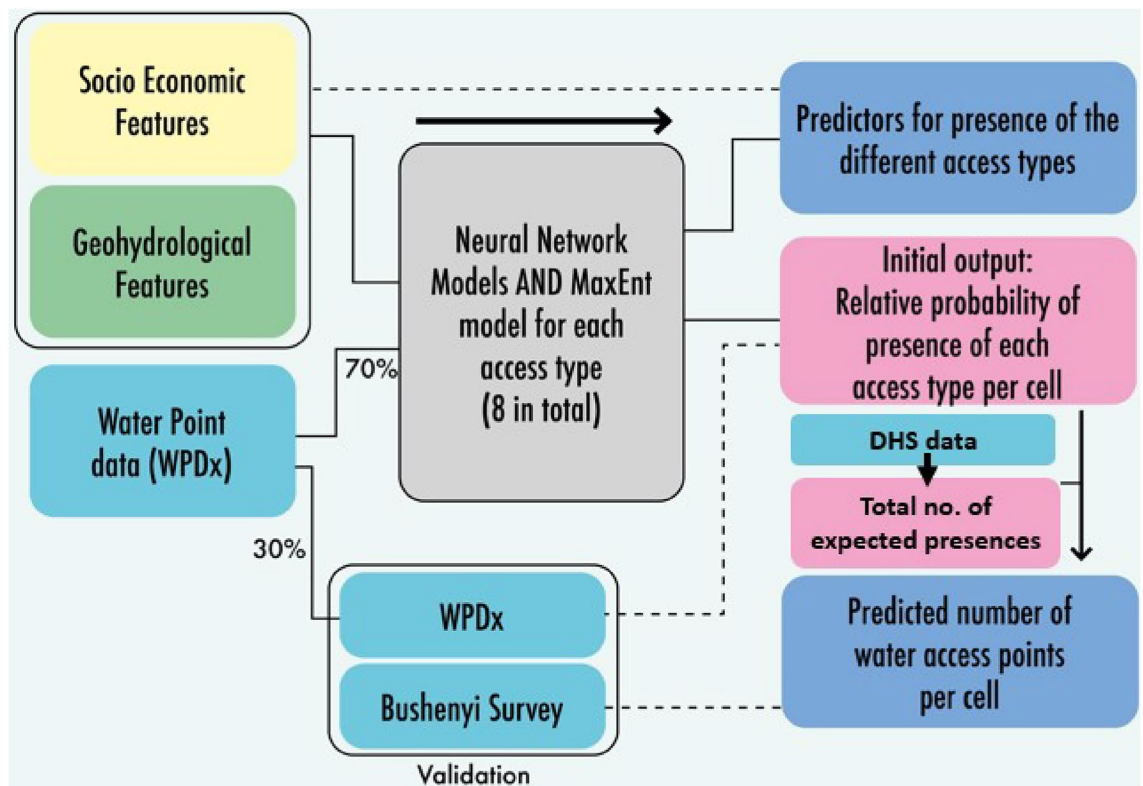 Socio Economic
Features
Geohydrological
Features
Water Point
data (WPDx)
70%
30%
Neural Network
Models AND MaxEnt
model for each
access type
(8 in total)
WPDx
Bushenyi Survey
Validation
Predictors for presence of the
different access types
Initial output:
Relative probability of
presence of each
access type per cell
DHS data
Total no. of
expected presences
Predicted number of
water access points
per cell